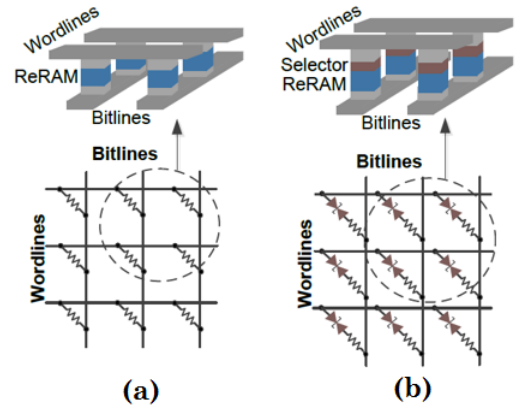 Wordlines
ReRAM
Bitlines
Bitlines
Wordlines
(a)
Wordlines
Selector
ReRAM
Bitlines
Bitlines
Wordlines
(b)